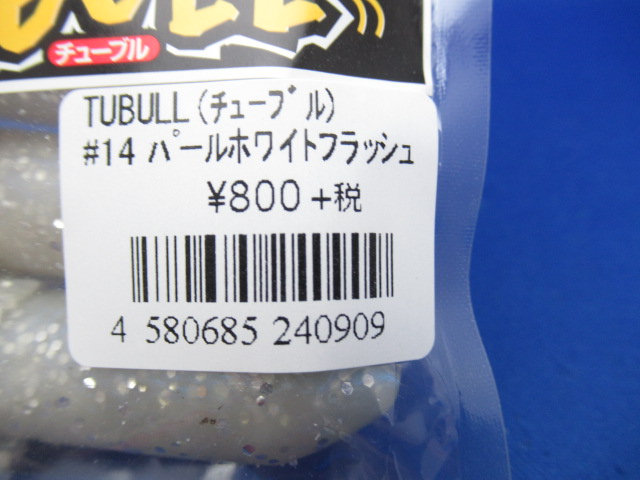 チューブル
TUBULL(チューブル)
#14 パールホワイトフラッシュ
¥800+税
4 580685 240909